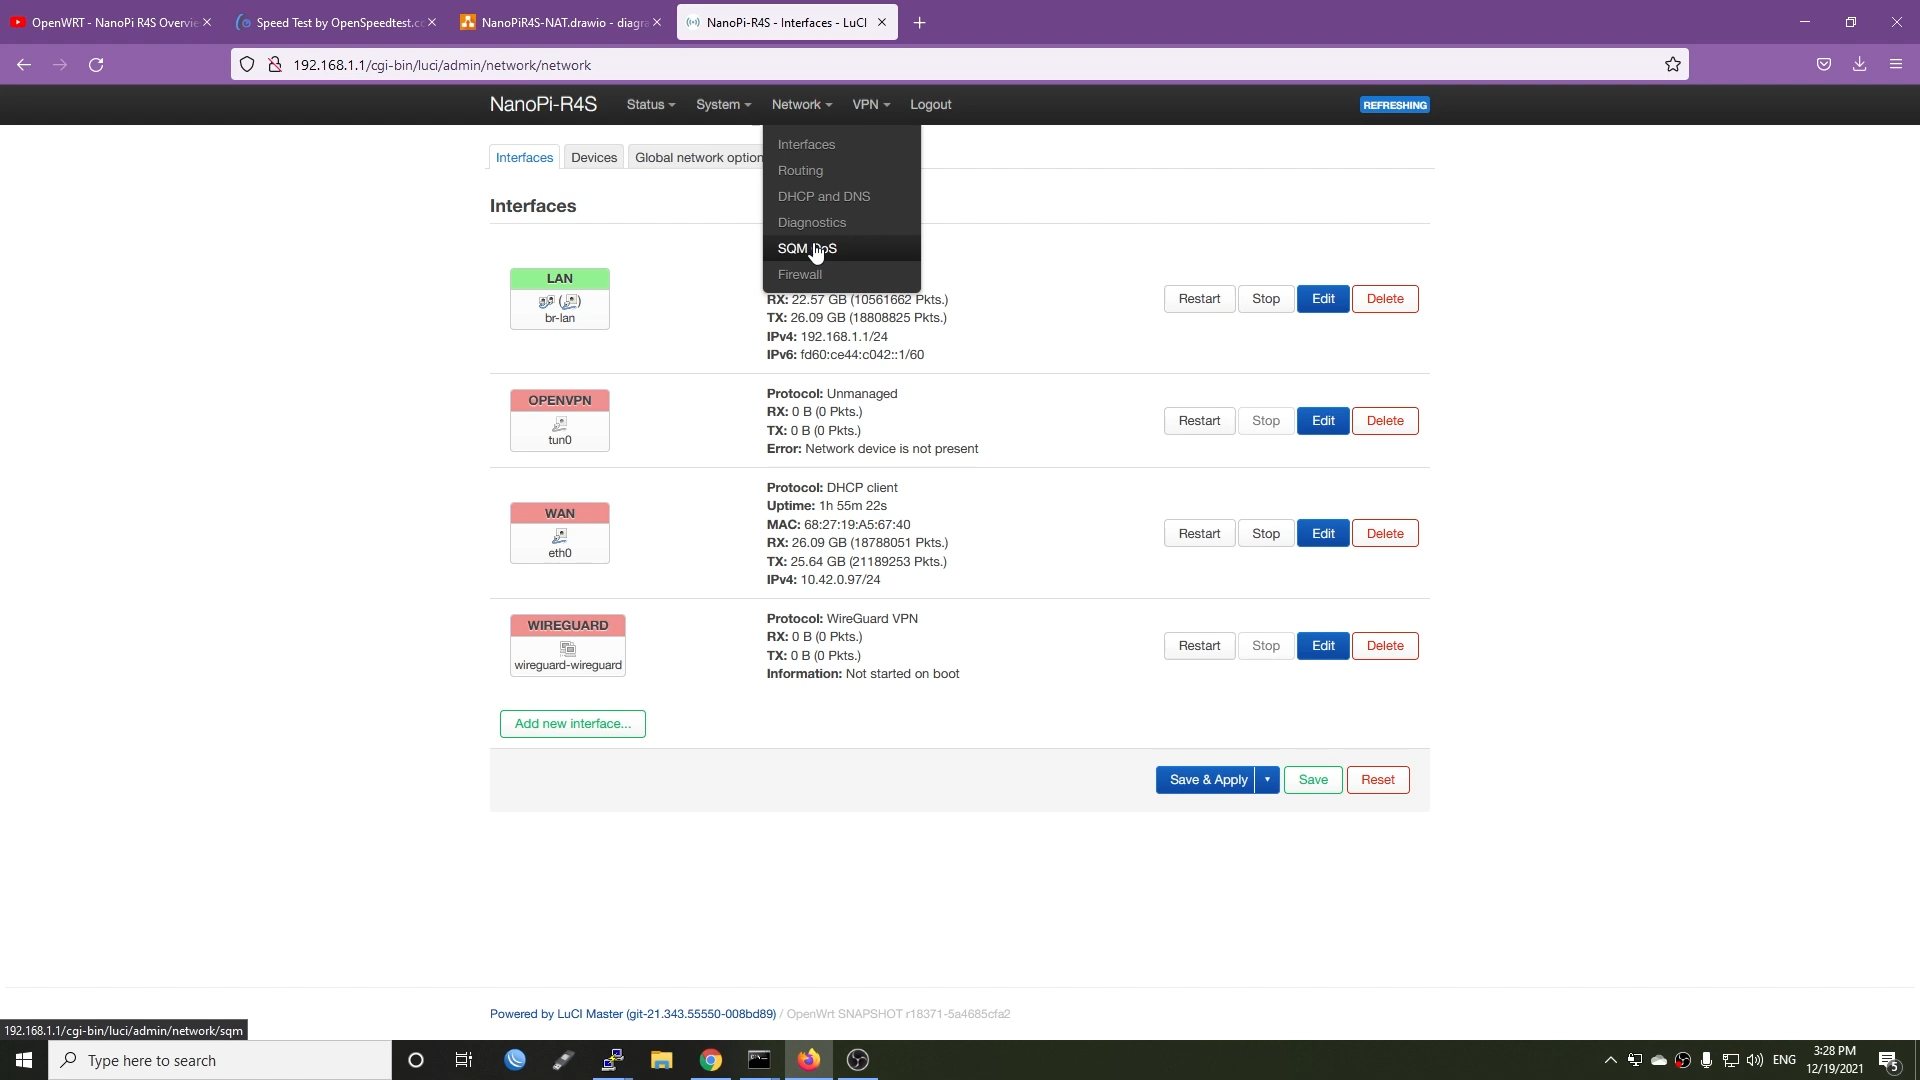 OpenWRT - NanoPi R4S Overvie
Speed Test by OpenSpeedtest.co
NanoPiR4S-NAT.drawio - diagra
NanoPi-R4S - Interfaces - LuCI
192.168.1.1/cgi-bin/luci/admin/network/network
NanoPi-R4S Status System Network VPN Logout REFRESHING
Interfaces
Routing
DHCP and DNS
Diagnostics
SQM QoS
Firewall
Interfaces Devices Global network option
Interfaces
LAN
br-lan
RX: 22.57 GB (10561662 Pkts.)
TX: 26.09 GB (18808825 Pkts.)
IPv4: 192.168.1.1/24
IPv6: fd60:ce44:c042::1/60
Restart Stop Edit Delete
OPENVPN
tun0
Protocol: Unmanaged
RX: 0 B (0 Pkts.)
TX: 0 B (0 Pkts.)
Error: Network device is not present
Restart Stop Edit Delete
WAN
eth0
Protocol: DHCP client
Uptime: 1h 55m 22s
MAC: 68:27:19:A5:67:40
RX: 26.09 GB (18788051 Pkts.)
TX: 25.64 GB (21189253 Pkts.)
IPv4: 10.42.0.97/24
Restart Stop Edit Delete
WIREGUARD
wireguard-wireguard
Protocol: WireGuard VPN
RX: 0 B (0 Pkts.)
TX: 0 B (0 Pkts.)
Information: Not started on boot
Restart Stop Edit Delete
Add new interface...
Save & Apply Save Reset
Powered by LuCI Master (git-21.343.55550-008bd89) / OpenWrt SNAPSHOT r18371-5a4685cfa2
192.168.1.1/cgi-bin/luci/admin/network/sqm
Type here to search
ENG
3:28 PM
12/19/2021
5